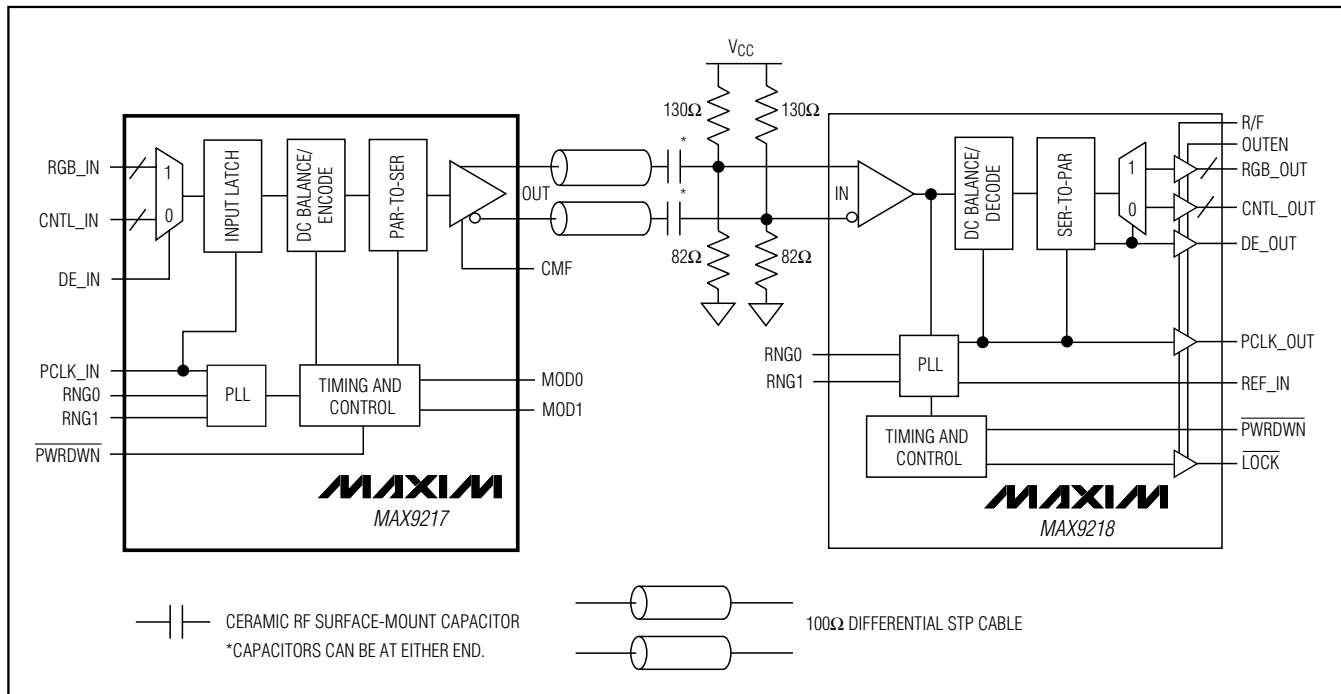 VCC
130Ω
130Ω
*
*
82Ω
82Ω
RGB_IN
CNTL_IN
DE_IN
PCLK_IN
RNG0
RNG1
PWRDWN
1
0
INPUT LATCH
DC BALANCE/
ENCODE
PAR-TO-SER
OUT
CMF
PLL
TIMING AND
CONTROL
MOD0
MOD1
MAXIM
MAX9217
IN
DC BALANCE/
DECODE
SER-TO-PAR
1
0
R/F
OUTEN
RGB_OUT
CNTL_OUT
DE_OUT
RNG0
RNG1
PLL
PCLK_OUT
REF_IN
TIMING AND
CONTROL
PWRDWN
LOCK
MAXIM
MAX9218
CERAMIC RF SURFACE-MOUNT CAPACITOR
*CAPACITORS CAN BE AT EITHER END.
100Ω DIFFERENTIAL STP CABLE